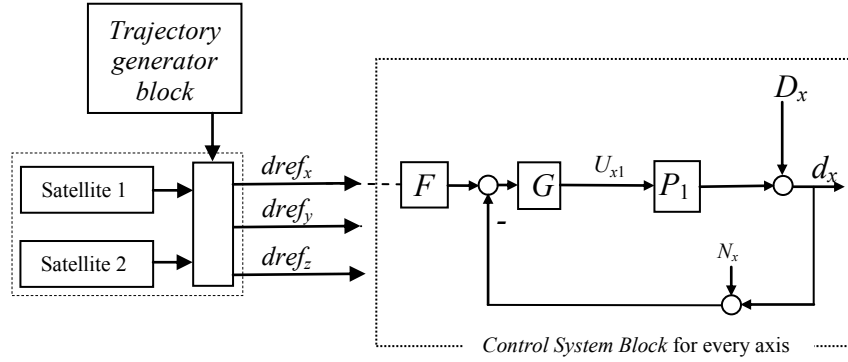 Trajectory
generator
block
Satellite 1
Satellite 2
dref_x
dref_y
dref_z
F
G
U_x1
P_1
D_x
d_x
-
N_x
Control System Block for every axis